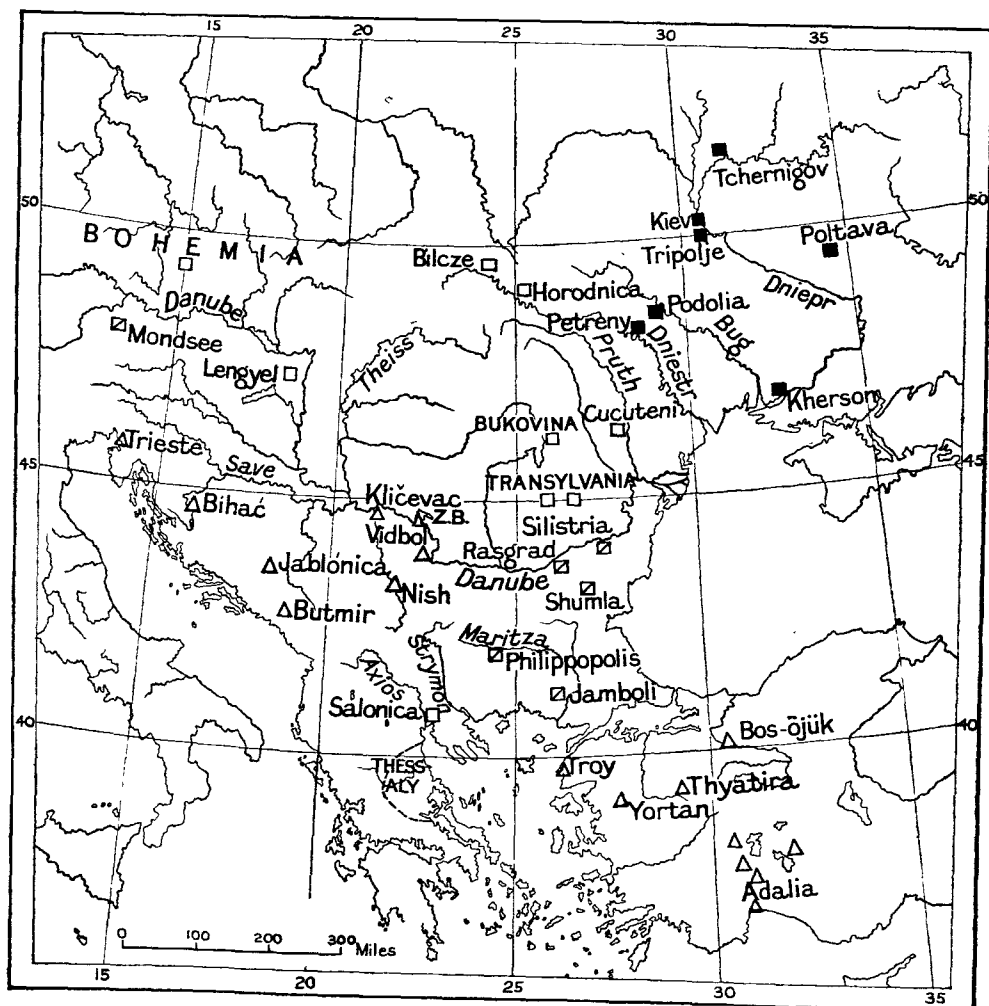 15
20
25
30
35
50
50
Tchernigov
Kiev
Tripolje
Poltava
BOHEMIA
Bilcze
Dniepr
Horodnica
Podolia
Danube
Petreny
Mondsee
Dniestr
Bug
Theiss
Pruth
Lengyel
Kherson
Cucuteni
BUKOVINA
Trieste
45
45
Save
TRANSYLVANIA
Bihać
Kličevac
Z.B.
Silistria
Vidbol
Rasgrad
Jablónica
Danube
Nish
Shumla
Butmir
Maritza
Strymon
Philippopolis
Axios
Jamboli
Salonica
40
40
Bos-öjük
THESS
ALY
Troy
Thyatira
Yortan
Adalia
0 100 200 300 Miles
15
20
25
30
35